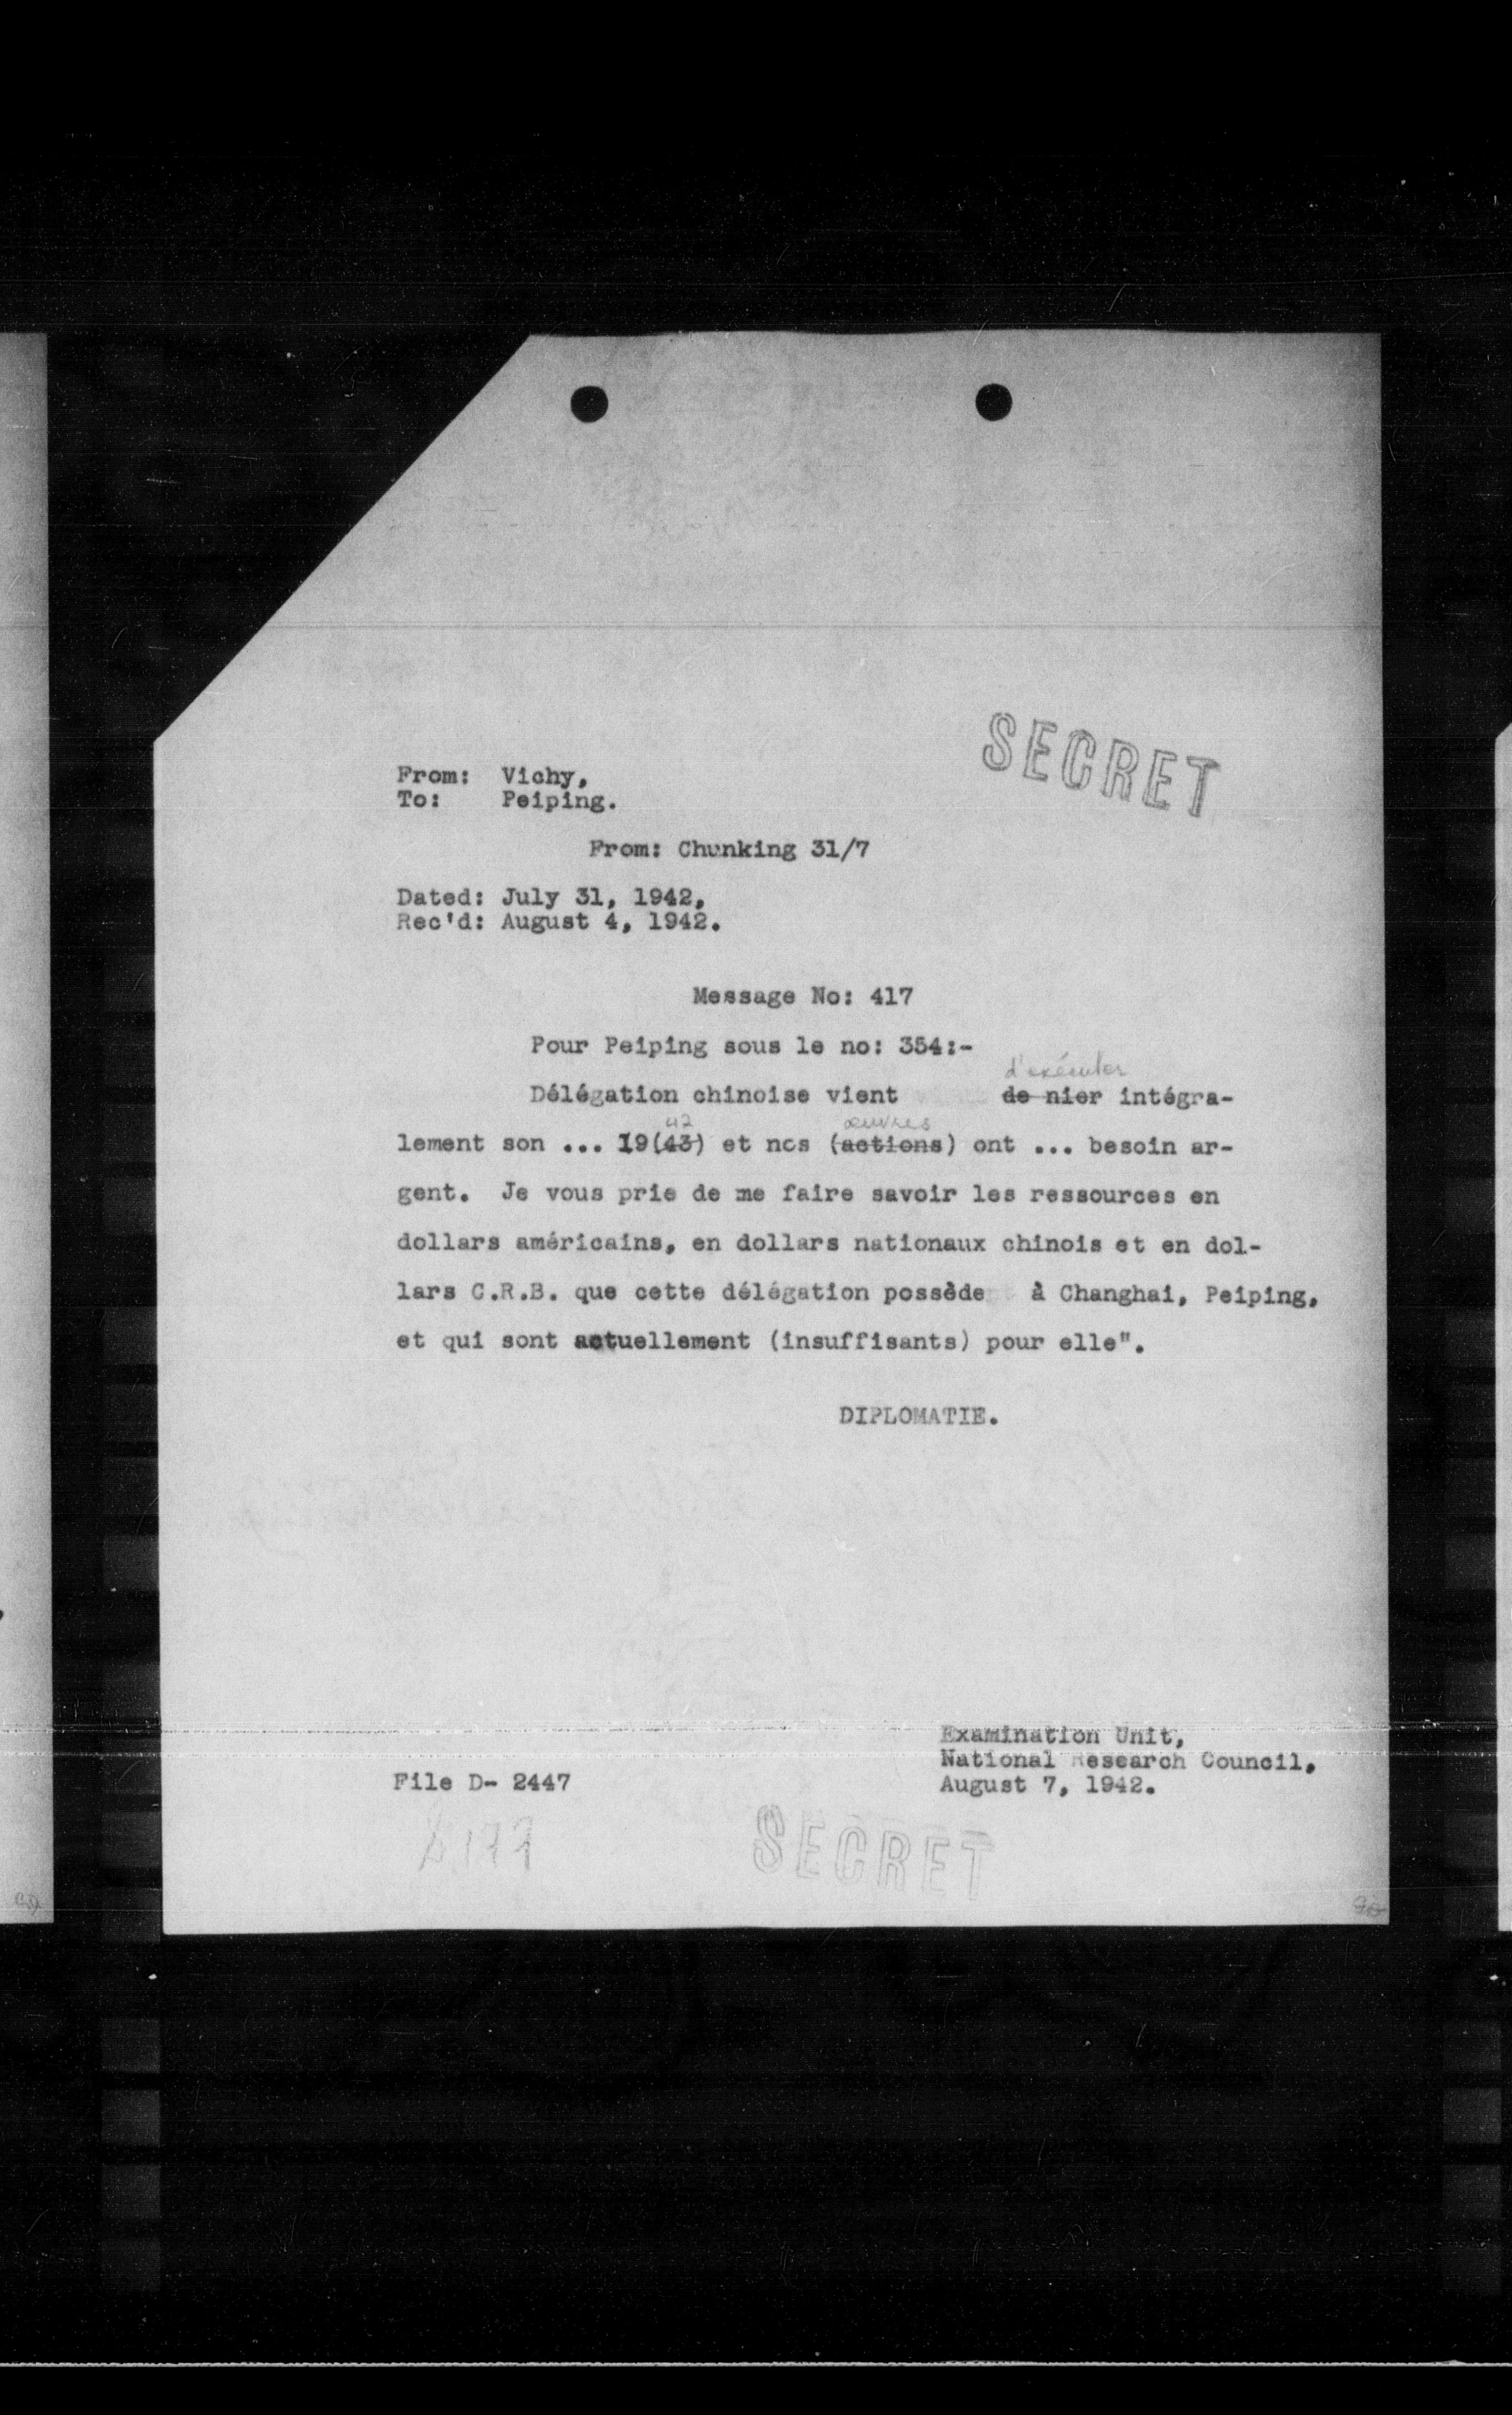 SECRET
From: Vichy,
To: Peiping.
From: Chunking 31/7
Dated: July 31, 1942,
Rec'd: August 4, 1942.
Message No: 417
Pour Peiping sous le no: 354:-
d'exécuter
Délégation chinoise vient de nier intégra-
42 œuvres
lement son ... 19(43) et nos (actions) ont ... besoin ar-
gent. Je vous prie de me faire savoir les ressources en
dollars américains, en dollars nationaux chinois et en dol-
lars C.R.B. que cette délégation possède à Changhai, Peiping,
et qui sont actuellement (insuffisants) pour elle".
DIPLOMATIE.
Examination Unit,
National Research Council,
File D- 2447
August 7, 1942.
SECRET